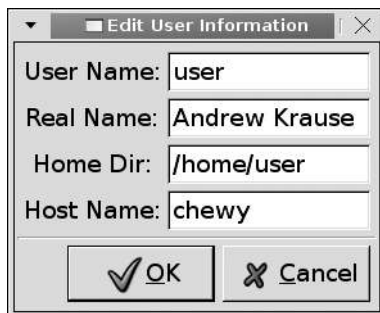 Edit User Information
User Name: user
Real Name: Andrew Krause
Home Dir: /home/user
Host Name: chewy
OK Cancel